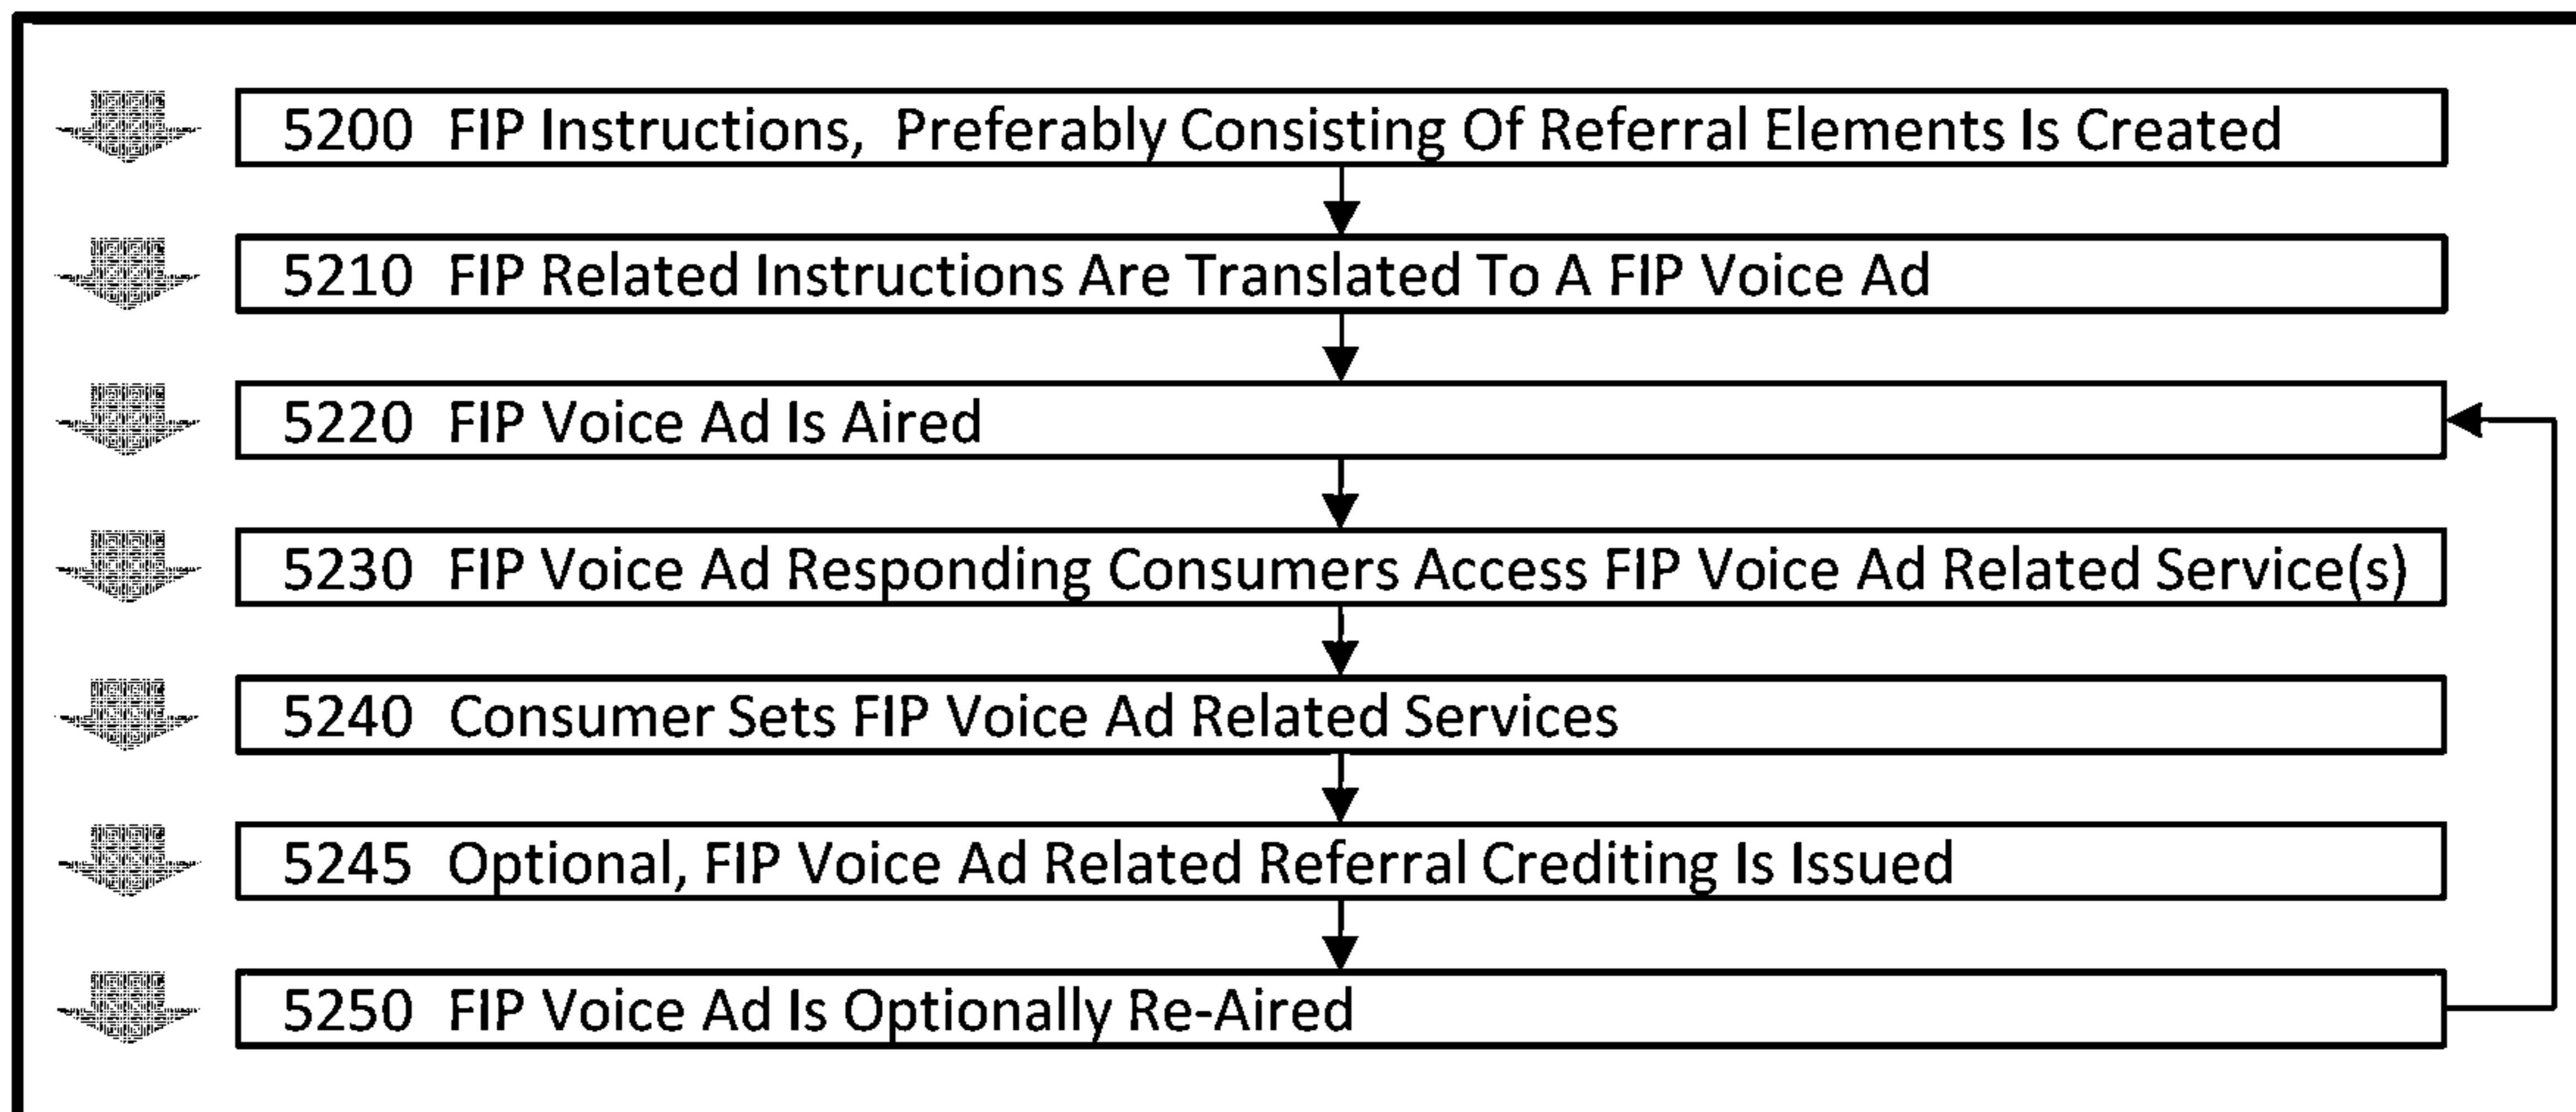 5200 FIP Instructions, Preferably Consisting Of Referral Elements Is Created
5210 FIP Related Instructions Are Translated To A FIP Voice Ad
5220 FIP Voice Ad Is Aired
5230 FIP Voice Ad Responding Consumers Access FIP Voice Ad Related Service(s)
5240 Consumer Sets FIP Voice Ad Related Services
5245 Optional, FIP Voice Ad Related Referral Crediting Is Issued
5250 FIP Voice Ad Is Optionally Re-Aired